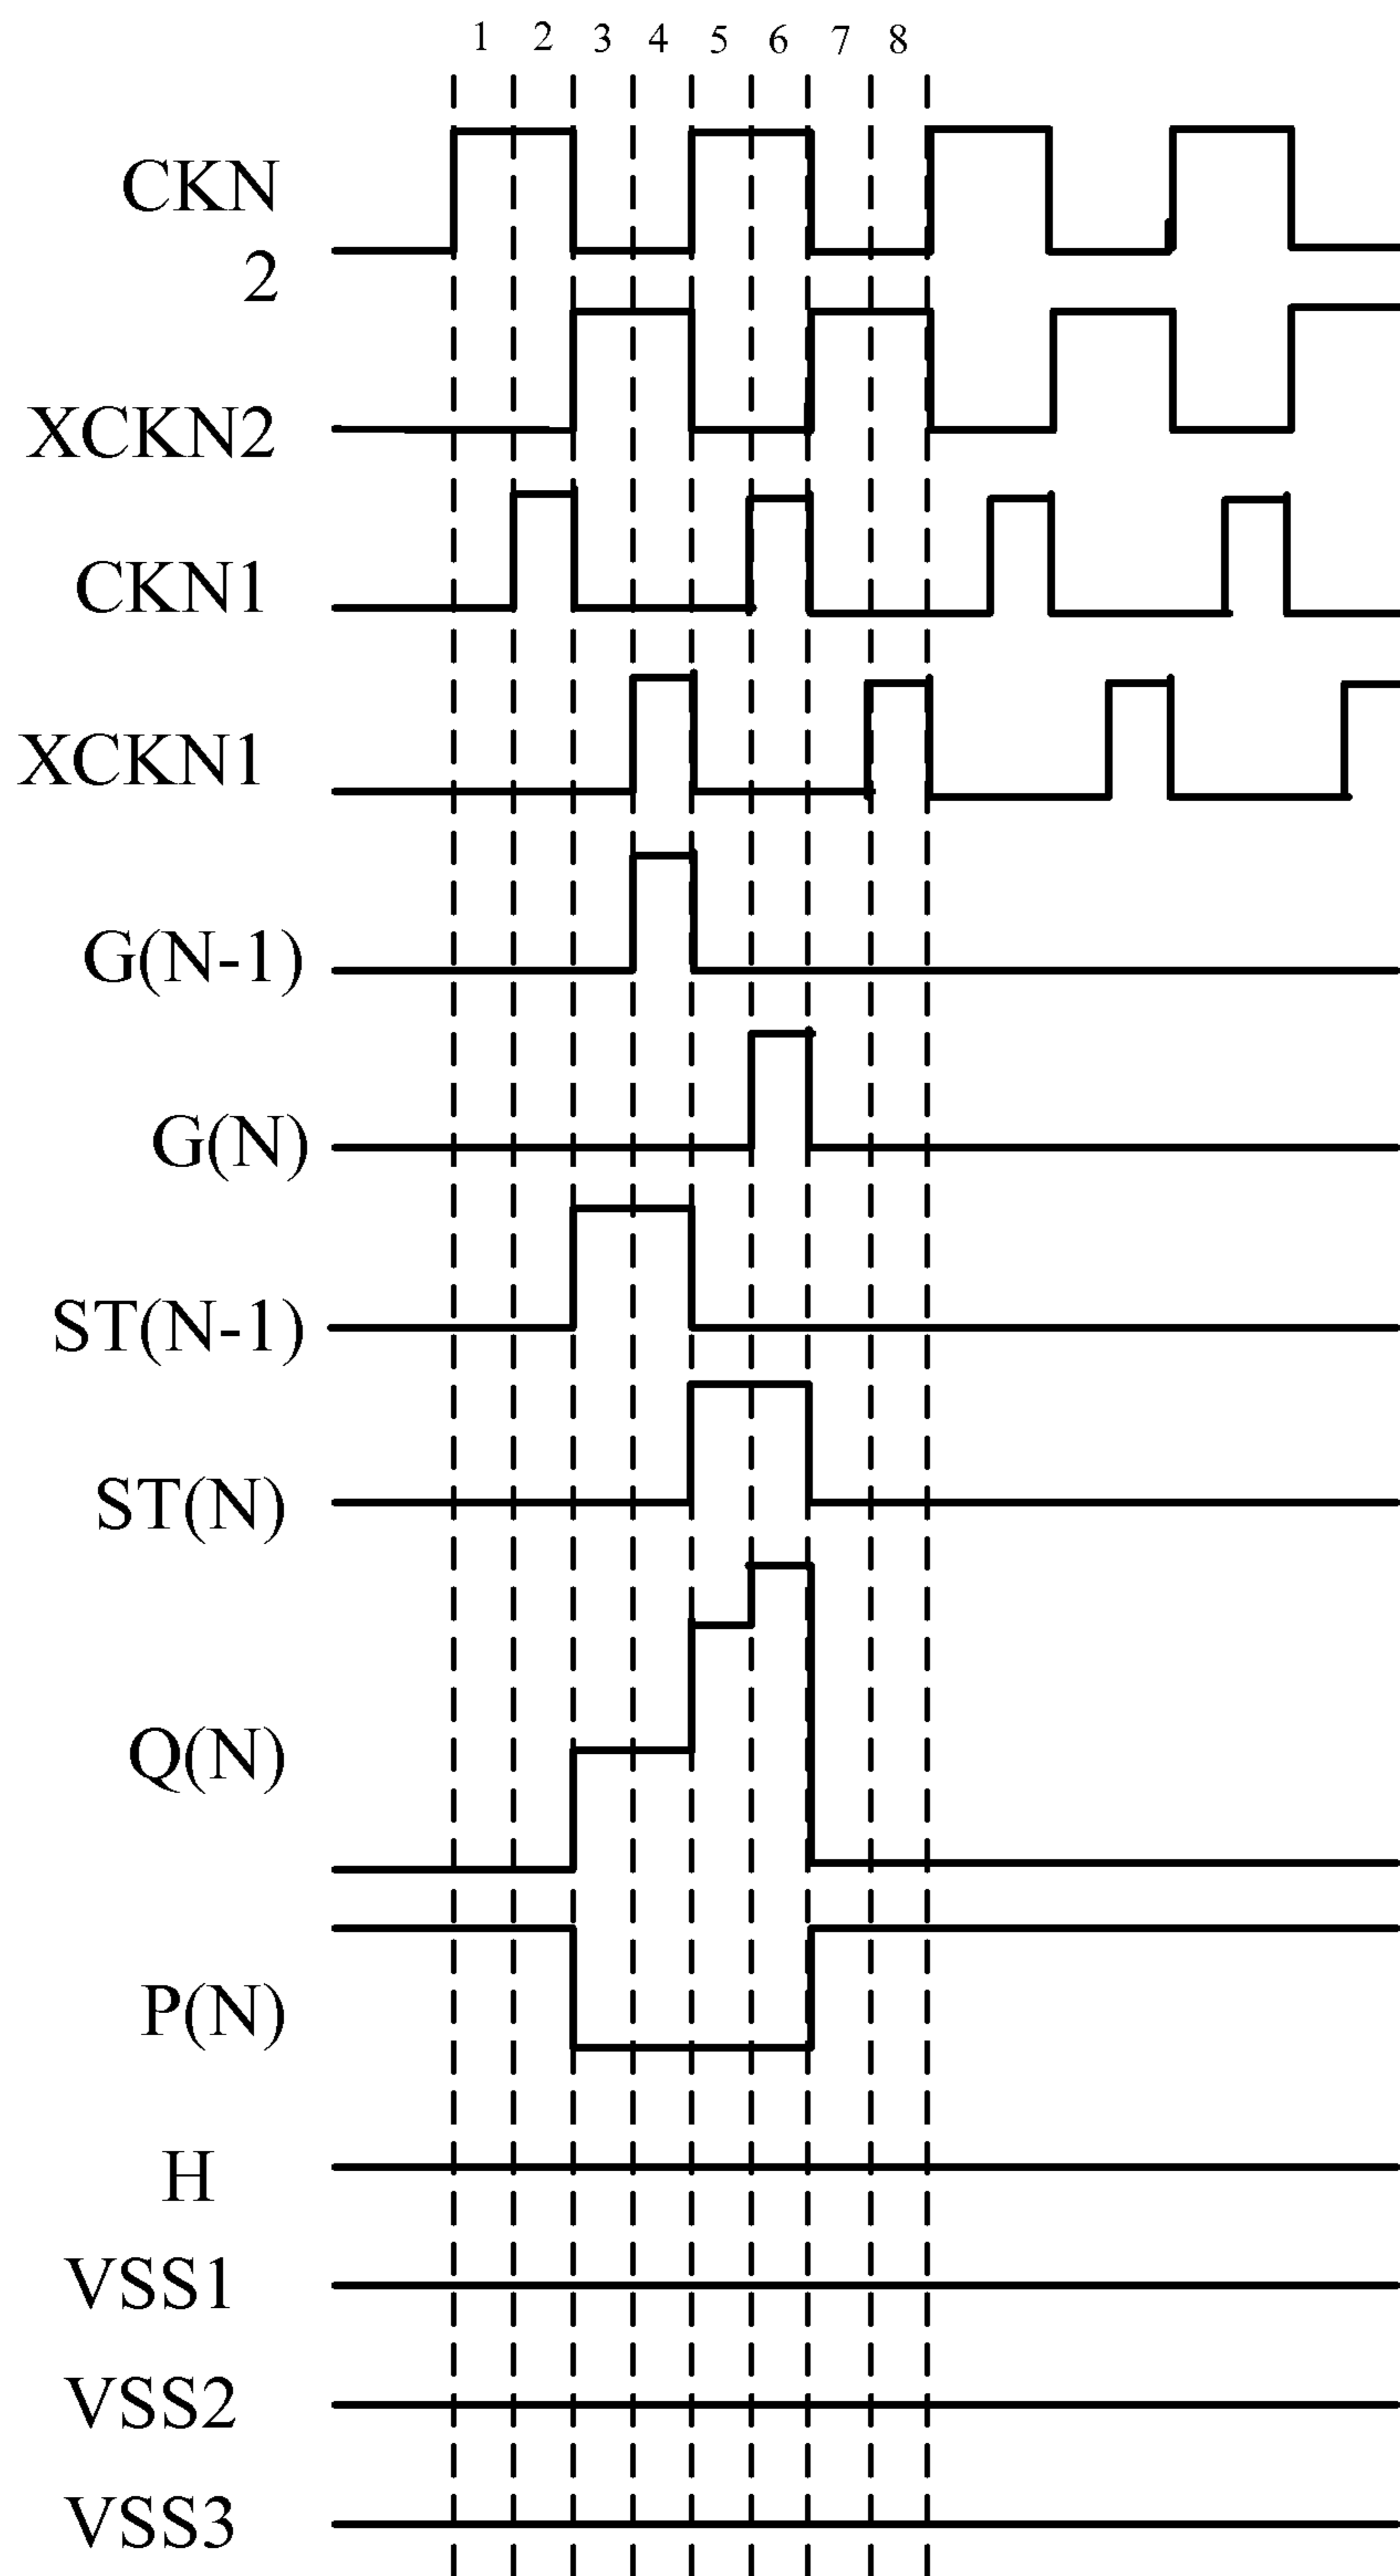 1 2 3 4 5 6 7 8
CKN
2
XCKN2
CKN1
XCKN1
G(N-1)
G(N)
ST(N-1)
ST(N)
Q(N)
P(N)
H
VSS1
VSS2
VSS3